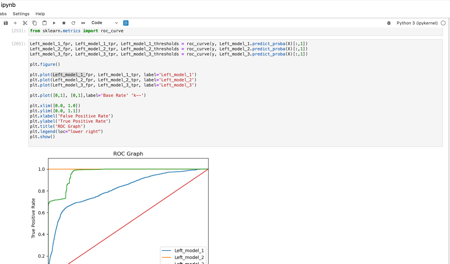 ipynb
Settings Help
Code
Python 3 (ipykernel)
from sklearn.metrics import roc_curve
Left_model_1_fpr, Left_model_1_tpr, Left_model_1_thresholds = roc_curve(y, Left_model_1.predict_proba(X)[:,1])
Left_model_2_fpr, Left_model_2_tpr, Left_model_2_thresholds = roc_curve(y, Left_model_2.predict_proba(X)[:,1])
Left_model_3_fpr, Left_model_3_tpr, Left_model_3_thresholds = roc_curve(y, Left_model_3.predict_proba(X)[:,1])
plt.figure()
plt.plot(Left_model_1_fpr, Left_model_1_tpr, label='Left_model_1')
plt.plot(Left_model_2_fpr, Left_model_2_tpr, label='Left_model_2')
plt.plot(Left_model_3_fpr, Left_model_3_tpr, label='Left_model_3')
plt.plot([0,1], [0,1],label='Base Rate'
plt.xlim([0.0, 1.0])
plt.ylim([0.0, 1.1])
plt.xlabel('False Positive Rate')
plt.ylabel('True Positive Rate')
plt.title('ROC Graph')
plt.legend(loc="lower right")
plt.show()
ROC Graph
1.0
0.8
0.6
0.4
0.2
True Positive Rate
Left_model_1
Left_model_2